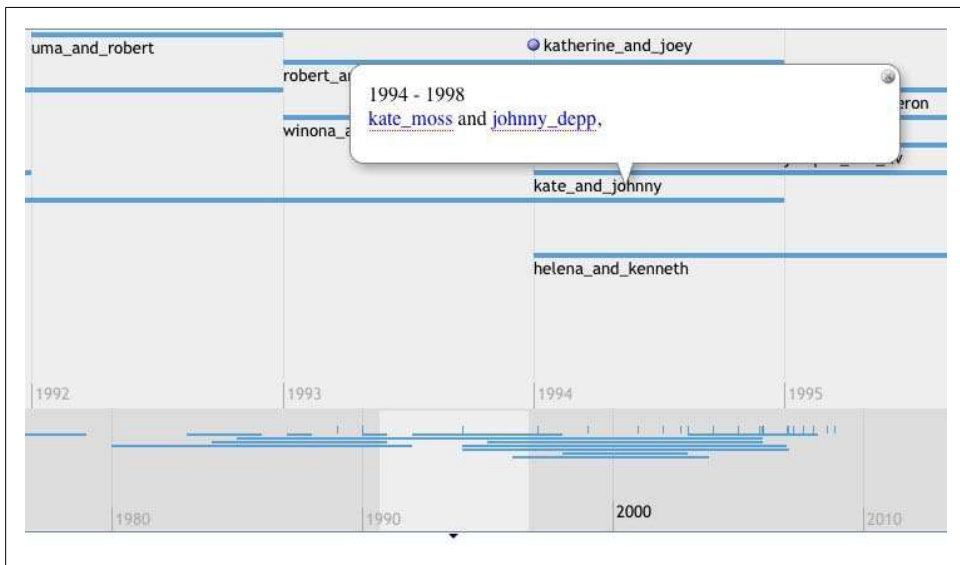 uma_and_robert
katherine_and_joey
robert_a
1994 - 1998
kate_moss and johnny_depp,
eron
winona_a
kate_and_johnny
helena_and_kenneth
1992
1993
1994
1995
1980
1990
2000
2010